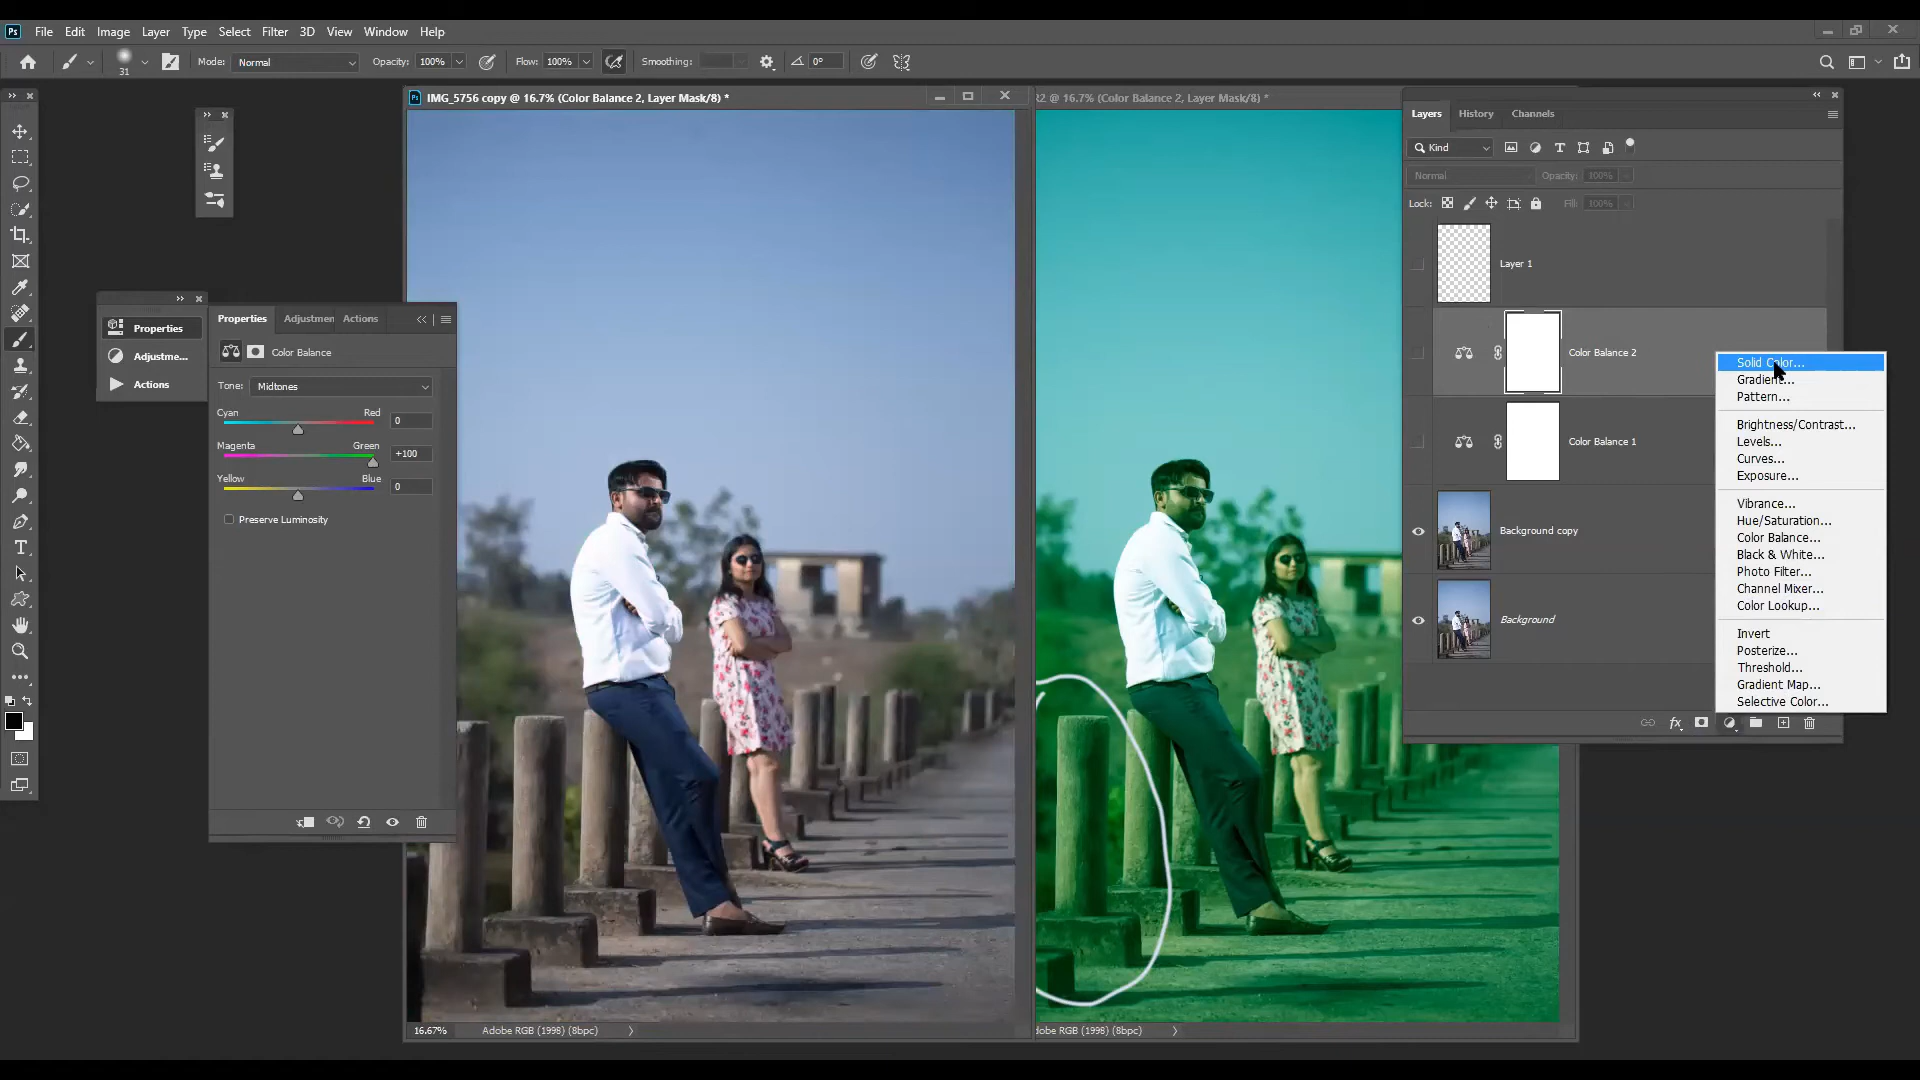 Ps File Edit Image Layer Type Select Filter 3D View Window Help
31 Mode: Normal Opacity: 100% Flow: 100% Smoothing: 0°
IMG_5756 copy @ 16.7% (Color Balance 2, Layer Mask/8) *
R2 @ 16.7% (Color Balance 2, Layer Mask/8) *
Layers History Channels
Kind
Normal Opacity: 100%
Lock: Fill: 100%
Layer 1
Color Balance 2
Color Balance 1
Background copy
Background
fx
Solid Color...
Gradient...
Pattern...
Brightness/Contrast...
Levels...
Curves...
Exposure...
Vibrance...
Hue/Saturation...
Color Balance...
Black & White...
Photo Filter...
Channel Mixer...
Color Lookup...
Invert
Posterize...
Threshold...
Gradient Map...
Selective Color...
Properties
Adjustme...
Actions
Properties Adjustmen Actions
Color Balance
Tone: Midtones
Cyan Red 0
Magenta Green +100
Yellow Blue 0
Preserve Luminosity
16.67% Adobe RGB (1998) (8bpc)
dobe RGB (1998) (8bpc)